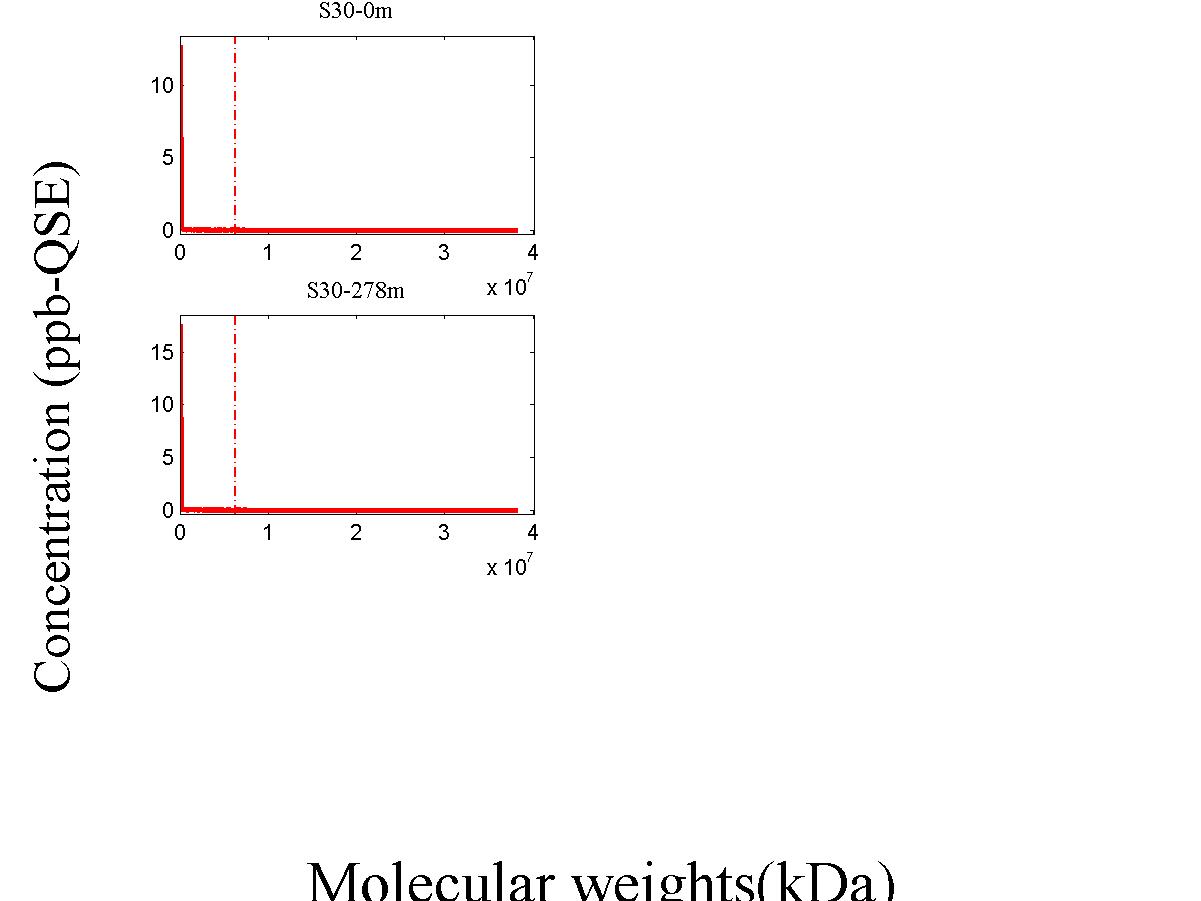 S30-0m
10
5
0
0 1 2 3 4
x 10^7
S30-278m
15
10
5
0
0 1 2 3 4
x 10^7
Concentration (ppb-QSE)
Molecular weights(kDa)